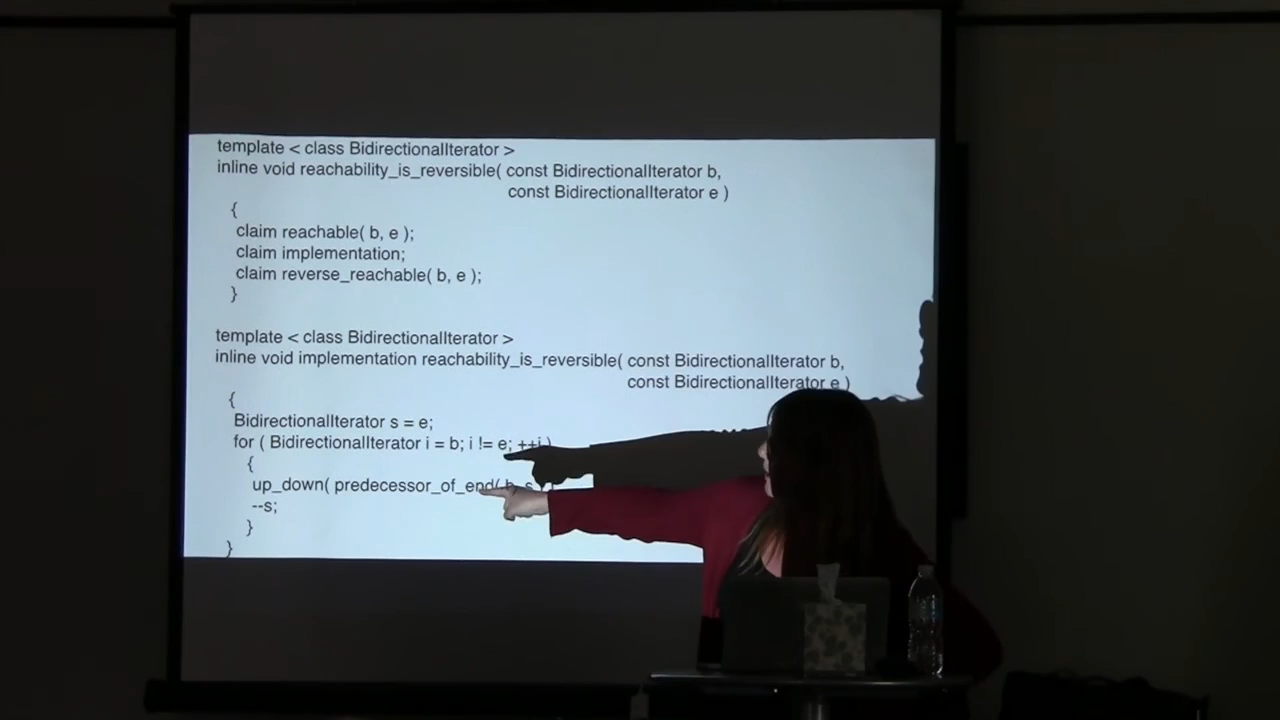 template < class BidirectionalIterator >
inline void reachability_is_reversible( const BidirectionalIterator b,
const BidirectionalIterator e )
{
claim reachable( b, e );
claim implementation;
claim reverse_reachable( b, e );
}
template < class BidirectionalIterator >
inline void implementation reachability_is_reversible( const BidirectionalIterator b,
const BidirectionalIterator e )
{
BidirectionalIterator s = e;
for ( BidirectionalIterator i = b; i != e; ++i )
{
up_down( predecessor_of_end(
--s;
}
}